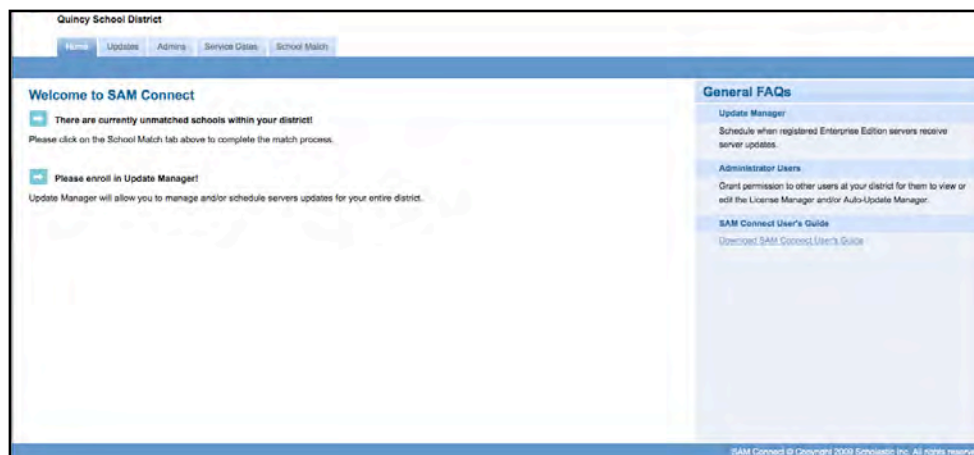 Quincy School District
Home Updates Admins Service Dates School Match
Welcome to SAM Connect
There are currently unmatched schools within your district!
Please click on the School Match tab above to complete the match process.
Please enroll in Update Manager!
Update Manager will allow you to manage and/or schedule servers updates for your entire district.
General FAQs
Update Manager
Schedule when registered Enterprise Edition servers receive
server updates.
Administrator Users
Grant permission to other users at your district for them to view or
edit the License Manager and/or Auto-Update Manager.
SAM Connect User's Guide
Download SAM Connect User's Guide
SAM Connect © Copyright 2009 Scholastic Inc. All rights reserve